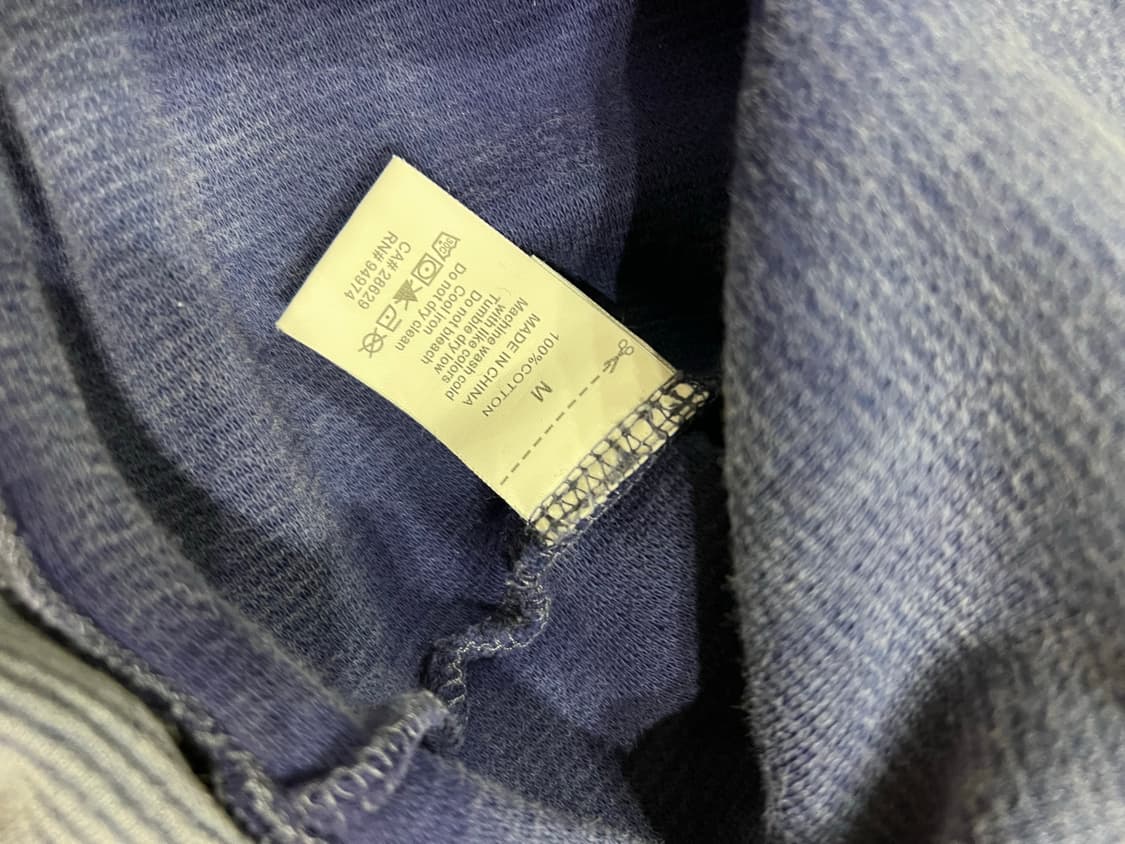 M
100%COTTON
MADE IN CHINA
Machine wash cold
with like colors
Tumble dry low
Do not bleach
Cool Iron
Do not dry clean
CA# 28629
RN# 94974